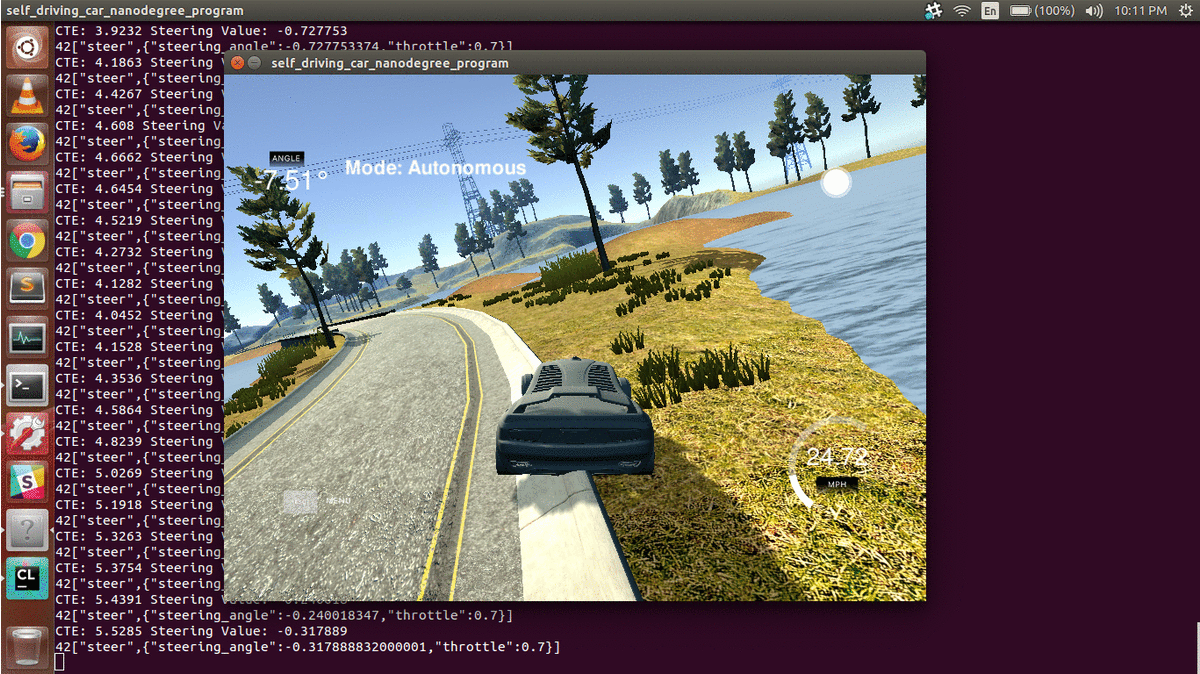 self_driving_car_nanodegree_program
En
(100%)
10:11 PM
CTE: 3.9232 Steering Value: -0.727753
42["steer",{"steering_angle":-0.727753374,"throttle":0.7}]
CTE: 4.1863 Steering
42["steer",{"steering_
CTE: 4.4267 Steering
42["steer",{"steering_
CTE: 4.608 Steering Va
42["steer",{"steering_
CTE: 4.6662 Steering
42["steer",{"steering_
CTE: 4.6454 Steering
42["steer",{"steering_
CTE: 4.5219 Steering
42["steer",{"steering_
CTE: 4.2732 Steering
42["steer",{"steering_
CTE: 4.1282 Steering
42["steer",{"steering_
CTE: 4.0452 Steering
42["steer",{"steering_
CTE: 4.1528 Steering
42["steer",{"steering_
CTE: 4.3536 Steering
42["steer",{"steering_
CTE: 4.5864 Steering
42["steer",{"steering_
CTE: 4.8239 Steering
42["steer",{"steering_
CTE: 5.0269 Steering
42["steer",{"steering_
CTE: 5.1918 Steering
42["steer",{"steering_
CTE: 5.3263 Steering
42["steer",{"steering_
CTE: 5.3754 Steering
42["steer",{"steering_
CTE: 5.4391 Steering
42["steer",{"steering_angle":-0.240018347,"throttle":0.7}]
CTE: 5.5285 Steering Value: -0.317889
42["steer",{"steering_angle":-0.317888832000001,"throttle":0.7}]
self_driving_car_nanodegree_program
ANGLE
-7.51°
Mode: Autonomous
24.72
MPH
MENU
S
S
?
CL